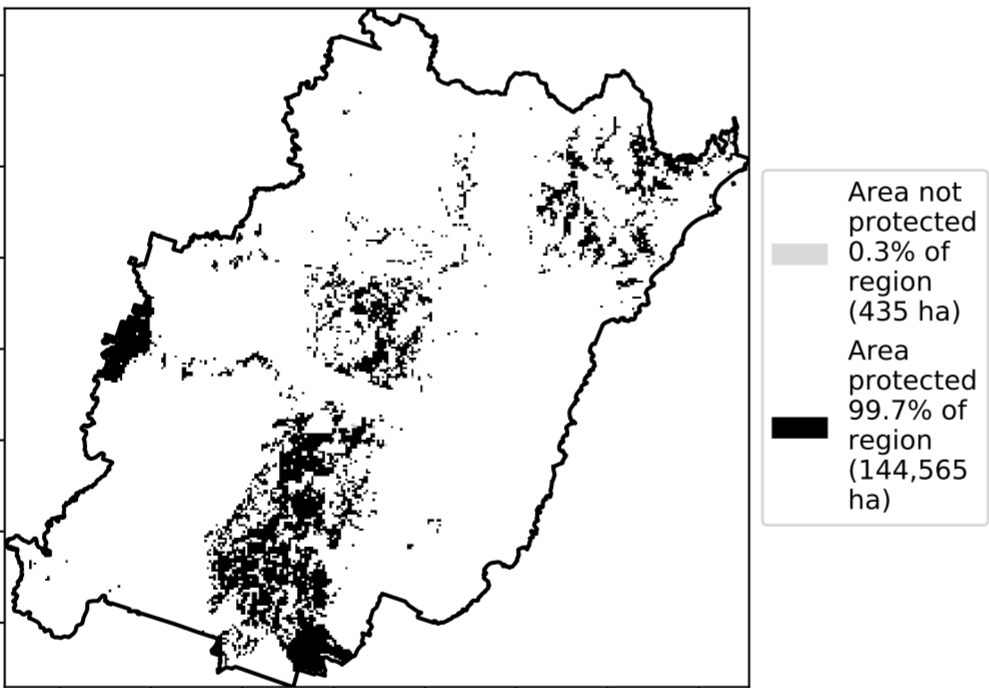 Area not
protected
0.3% of
region
(435 ha)
Area
protected
99.7% of
region
(144,565
ha)